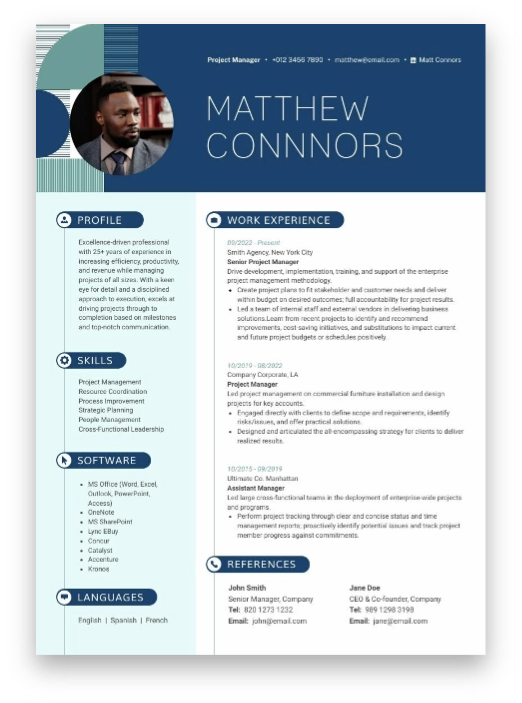 Project Manager • +012 3456 7890 • matthew@email.com • Matt Connors
MATTHEW
CONNNORS
PROFILE
Excellence-driven professional
with 25+ years of experience in
increasing efficiency, productivity,
and revenue while managing
projects of all sizes. With a keen
eye for detail and a disciplined
approach to execution, excels at
driving projects through to
completion based on milestones
and top-notch communication.
SKILLS
Project Management
Resource Coordination
Process Improvement
Strategic Planning
People Management
Cross-Functional Leadership
SOFTWARE
• MS Office (Word, Excel,
Outlook, PowerPoint,
Access)
• OneNote
• MS SharePoint
• Lync EBuy
• Concur
• Catalyst
• Accenture
• Kronos
LANGUAGES
English | Spanish | French
WORK EXPERIENCE
09/2022 - Present
Smith Agency, New York City
Senior Project Manager
Drive development, implementation, training, and support of the enterprise
project management methodology.
• Create project plans to fit stakeholder and customer needs and deliver
within budget on desired outcomes; full accountability for project results.
• Led a team of internal staff and external vendors in delivering business
solutions.Learn from recent projects to identify and recommend
improvements, cost-saving initiatives, and substitutions to impact current
and future project budgets or schedules positively.
10/2019 - 08/2022
Company Corporate, LA
Project Manager
Led project management on commercial furniture installation and design
projects for key accounts.
• Engaged directly with clients to define scope and requirements, identify
risks/issues, and offer practical solutions.
• Designed and articulated the all-encompassing strategy for clients to deliver
realized results.
10/2015 - 09/2019
Ultimate Co. Manhattan
Assistant Manager
Led large cross-functional teams in the deployment of enterprise-wide projects
and programs.
• Perform project tracking through clear and concise status and time
management reports; proactively identify potential issues and track project
member progress against commitments.
REFERENCES
John Smith
Senior Manager, Company
Tel: 820 1273 1232
Email: john@email.com
Jane Doe
CEO & Co-founder, Company
Tel: 989 1298 3198
Email: jane@email.com